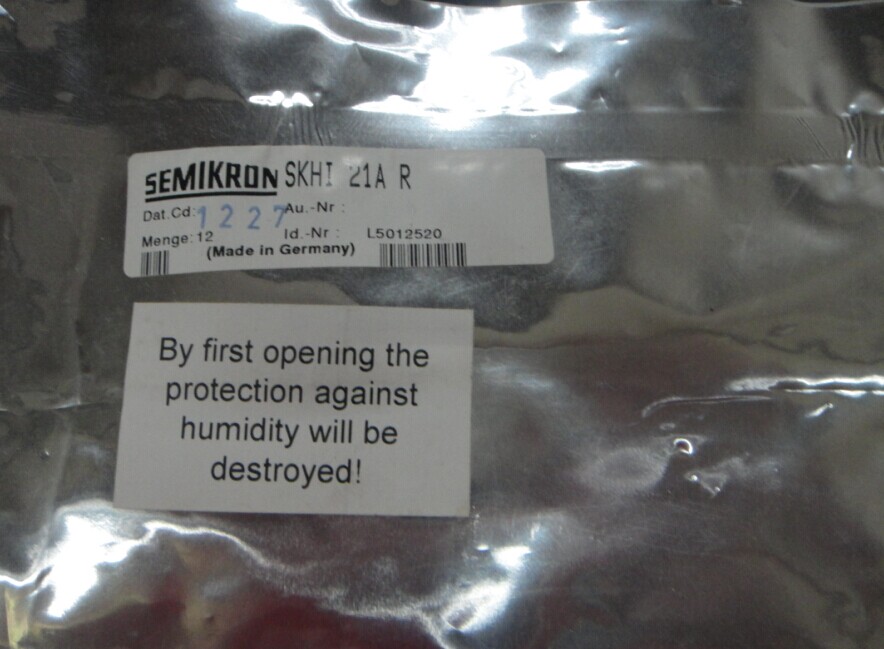 SEMIKRON SKHI 21A R
Dat.Cd: 1227 Au.-Nr :
Menge: 12 Id.-Nr : L5012520
(Made in Germany)
By first opening the
protection against
humidity will be
destroyed!